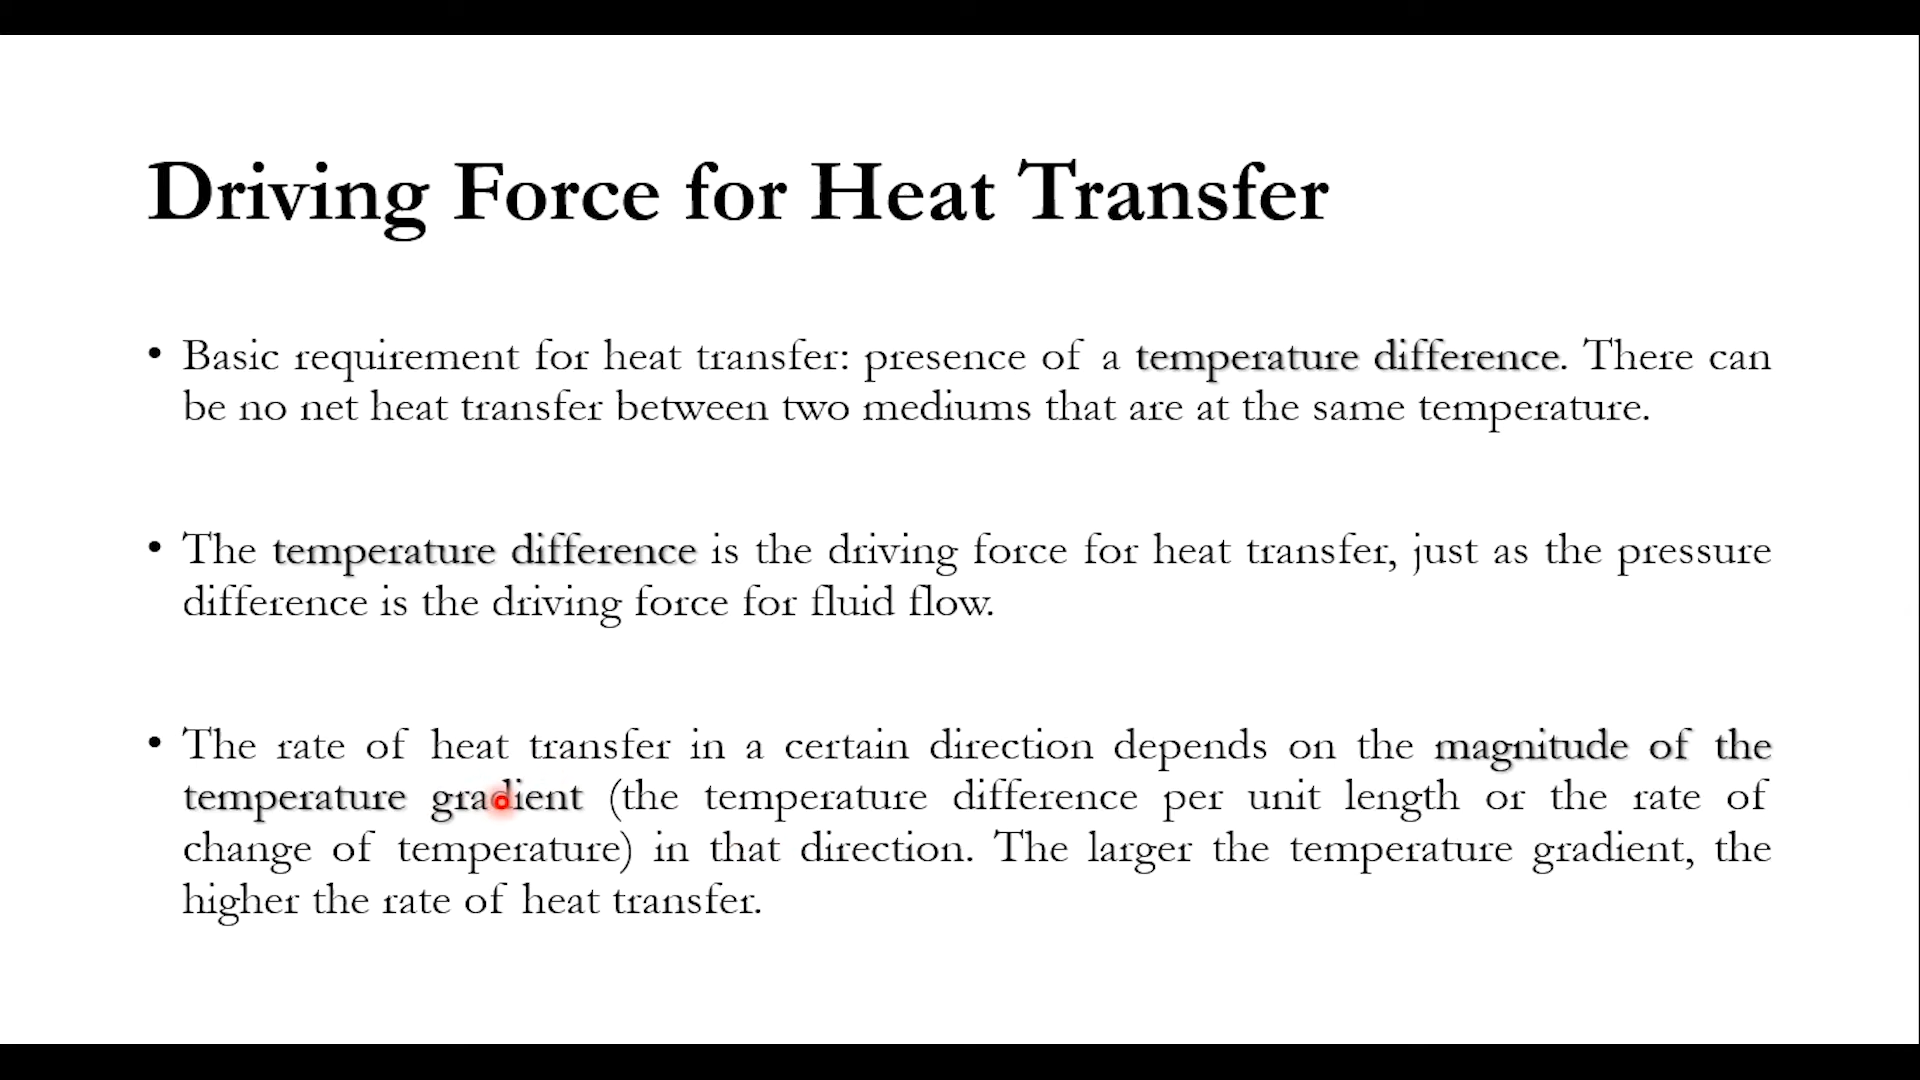 Driving Force for Heat Transfer
• Basic requirement for heat transfer: presence of a temperature difference. There can
be no net heat transfer between two mediums that are at the same temperature.
• The temperature difference is the driving force for heat transfer, just as the pressure
difference is the driving force for fluid flow.
• The rate of heat transfer in a certain direction depends on the magnitude of the
temperature gradient (the temperature difference per unit length or the rate of
change of temperature) in that direction. The larger the temperature gradient, the
higher the rate of heat transfer.